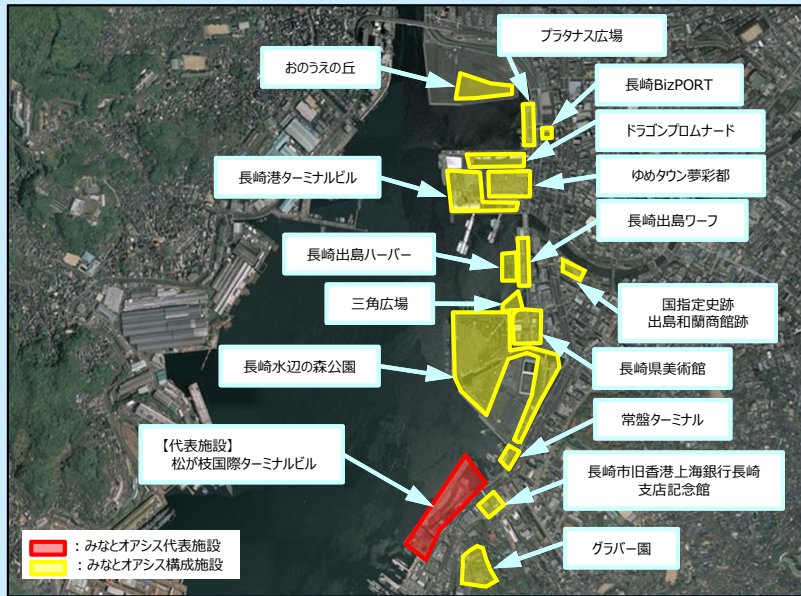 プラタナス広場
おのうえの丘
長崎BizPORT
ドラゴンプロムナード
長崎港ターミナルビル
ゆめタウン夢彩都
長崎出島ワーフ
長崎出島ハーバー
国指定史跡
出島和蘭商館跡
三角広場
長崎水辺の森公園
長崎県美術館
常盤ターミナル
【代表施設】
松が枝国際ターミナルビル
長崎市旧香港上海銀行長崎
支店記念館
グラバー園
：みなとオアシス代表施設
：みなとオアシス構成施設